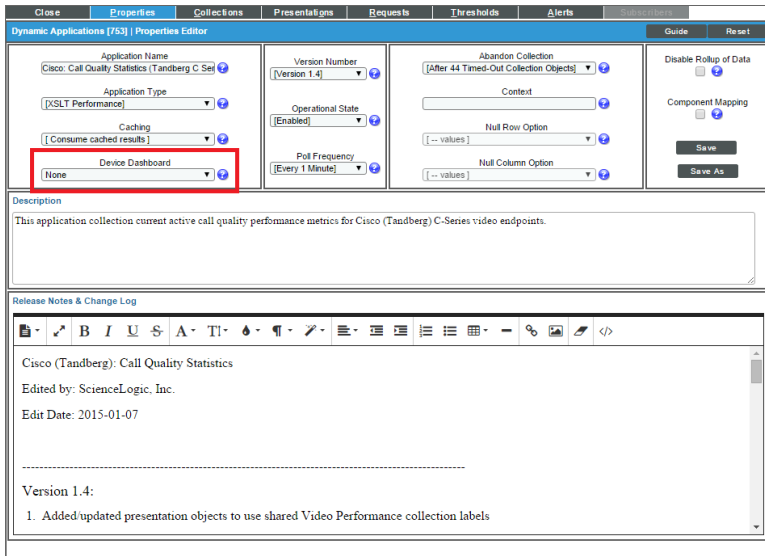 Close Properties Collections Presentations Requests Thresholds Alerts Subscribers
Dynamic Applications [753] | Properties Editor Guide Reset
Application Name
Cisco: Call Quality Statistics (Tandberg C Ser
Application Type
[XSLT Performance]
Caching
[ Consume cached results ]
Device Dashboard
None
Version Number
[Version 1.4]
Operational State
[Enabled]
Poll Frequency
[Every 1 Minute]
Abandon Collection
[After 44 Timed-Out Collection Objects]
Context
Null Row Option
[ -- values ]
Null Column Option
[ -- values ]
Disable Rollup of Data
Component Mapping
Save
Save As
Description
This application collection current active call quality performance metrics for Cisco (Tandberg) C-Series video endpoints.
Release Notes & Change Log
Cisco (Tandberg): Call Quality Statistics
Edited by: ScienceLogic, Inc.
Edit Date: 2015-01-07
--------------------------------------------------------------------------------------------------------
Version 1.4:
1. Added/updated presentation objects to use shared Video Performance collection labels